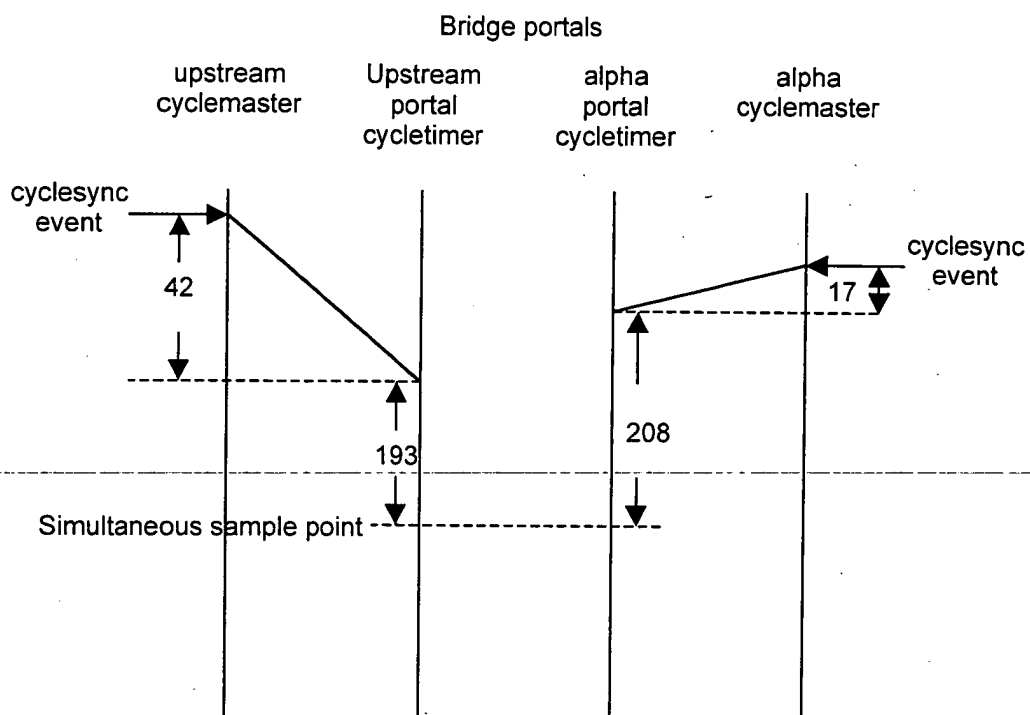 Bridge portals
upstream
cyclemaster
Upstream
portal
cycletimer
alpha
portal
cycletimer
alpha
cyclemaster
cyclesync
event
42
cyclesync
event
17
193
208
Simultaneous sample point